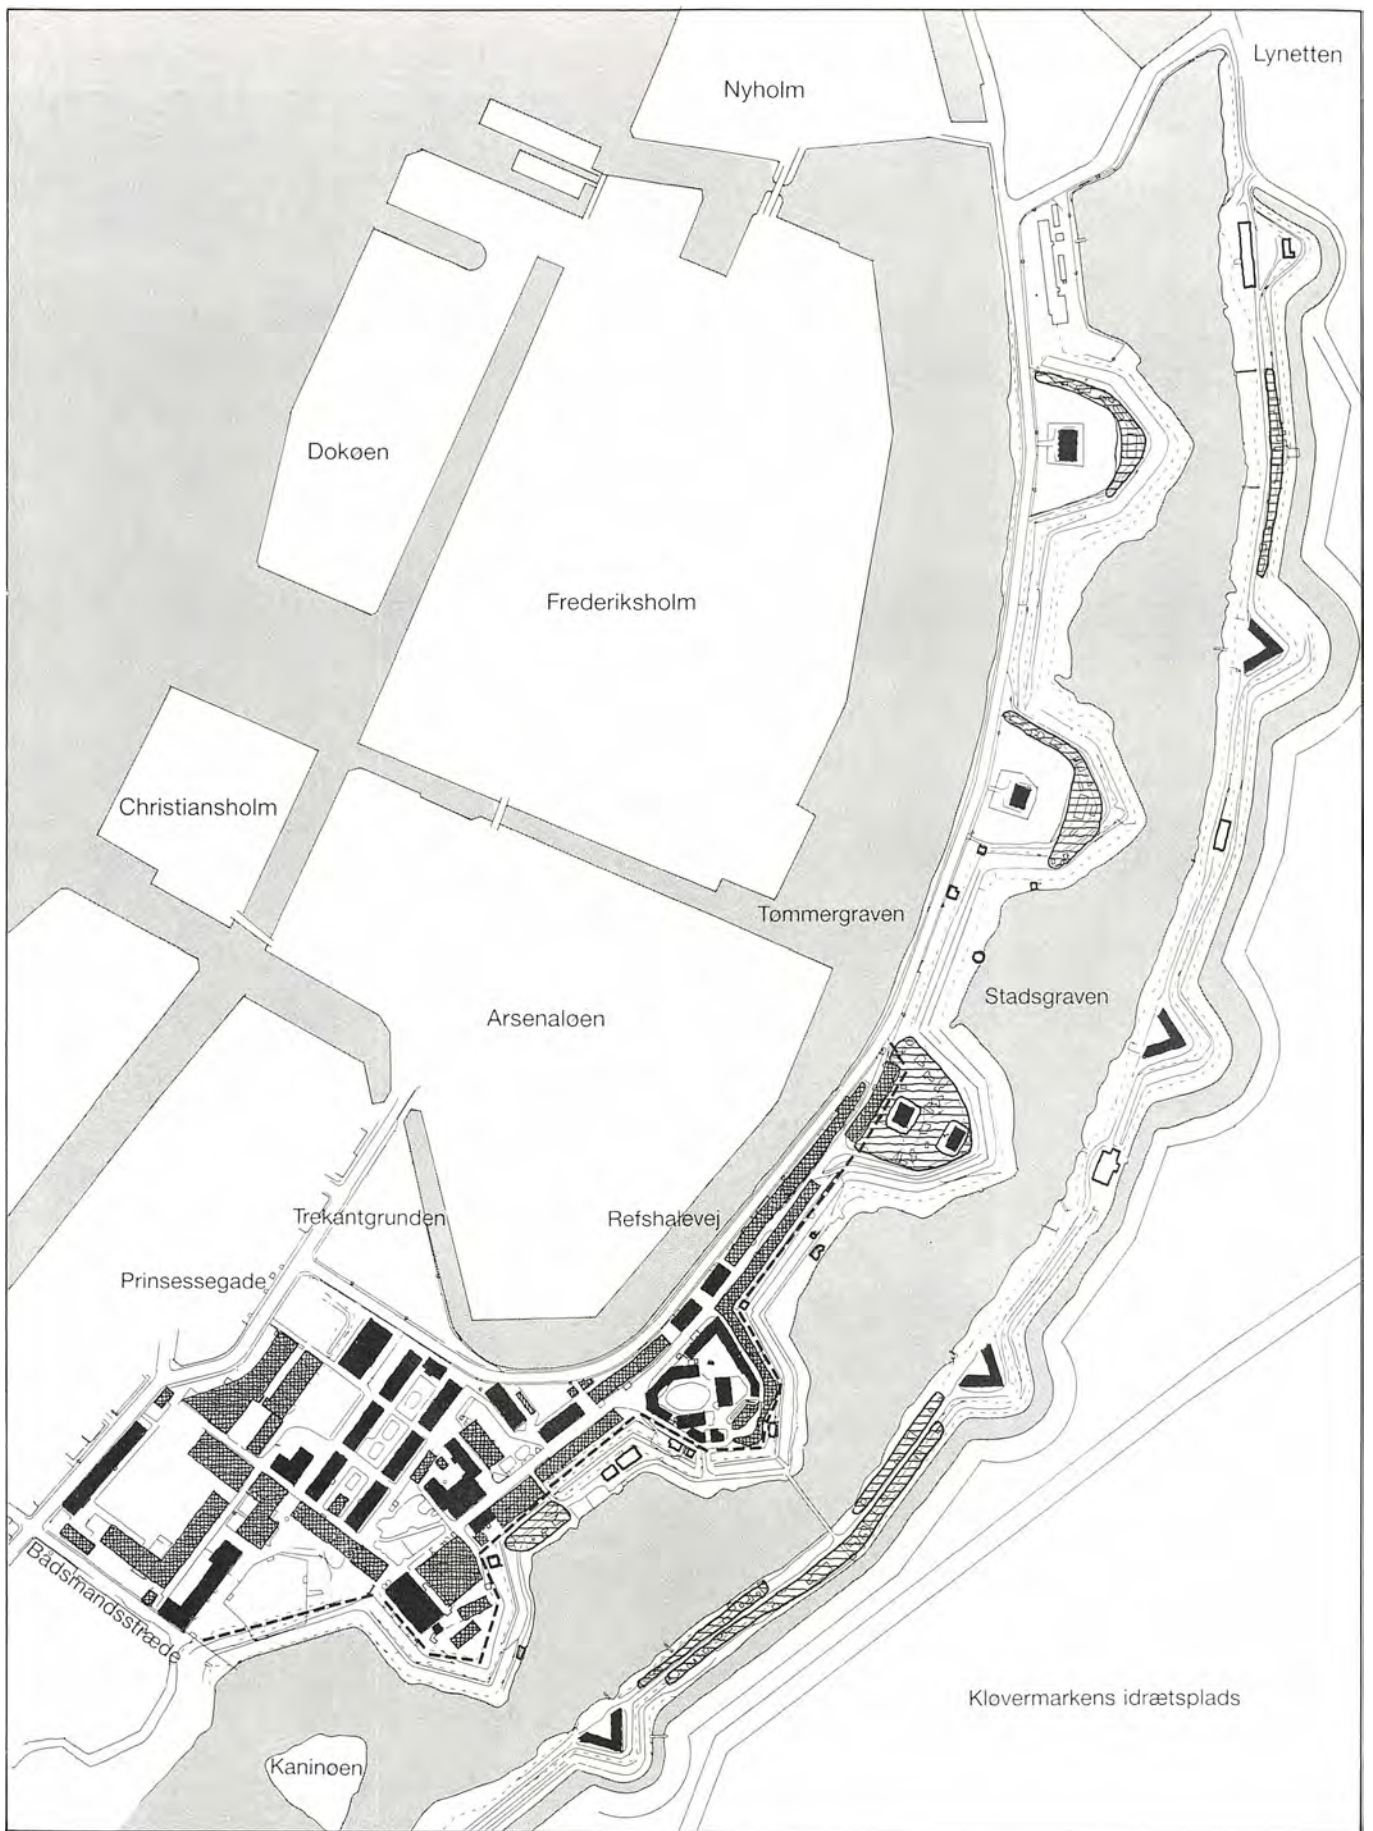 Lynetten
Nyholm
Dokøen
Frederiksholm
Christiansholm
Tømmergraven
Stadsgraven
Arsenaløen
Trekantgrunden
Refshalevej
Prinsessegade
Bådsmandsstræde
Kløvermarkens idrætsplads
Kaninøen